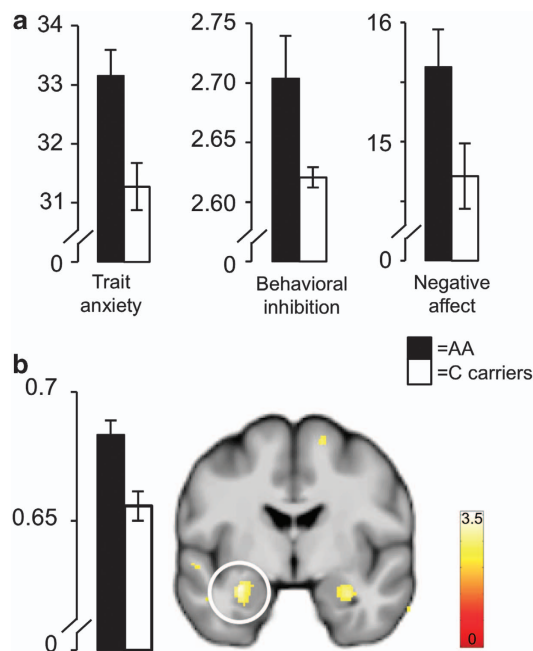 a
34
33
32
31
0
Trait
anxiety
2.75
2.70
2.65
2.60
0
Behavioral
inhibition
16
15
0
Negative
affect
=AA
=C carriers
b
0.7
0.65
0
3.5
0